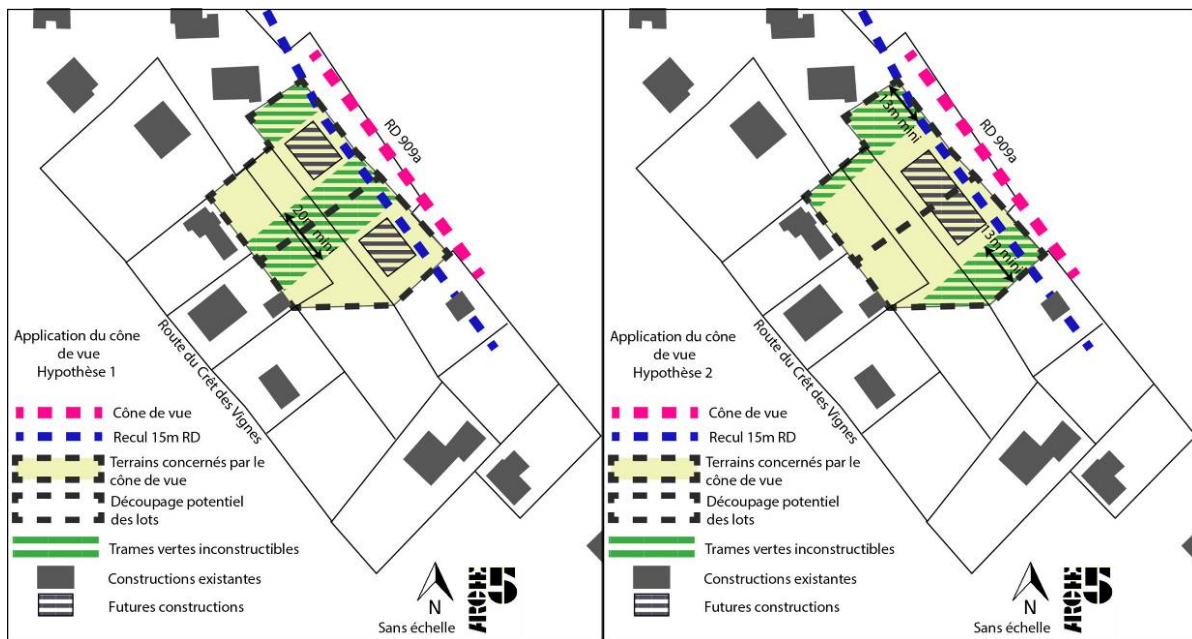 RD 909a
20m mini
Route du Crêt des Vignes
Application du cône
de vue
Hypothèse 1
Cône de vue
Recul 15m RD
Terrains concernés par le
cône de vue
Découpage potentiel
des lots
Trames vertes inconstructibles
Constructions existantes
Futures constructions
N
Sans échelle
ARCHE
5
13m mini
RD 909a
13m mini
Route du Crêt des Vignes
Application du cône
de vue
Hypothèse 2
Cône de vue
Recul 15m RD
Terrains concernés par le
cône de vue
Découpage potentiel
des lots
Trames vertes inconstructibles
Constructions existantes
Futures constructions
N
Sans échelle
ARCHE
5